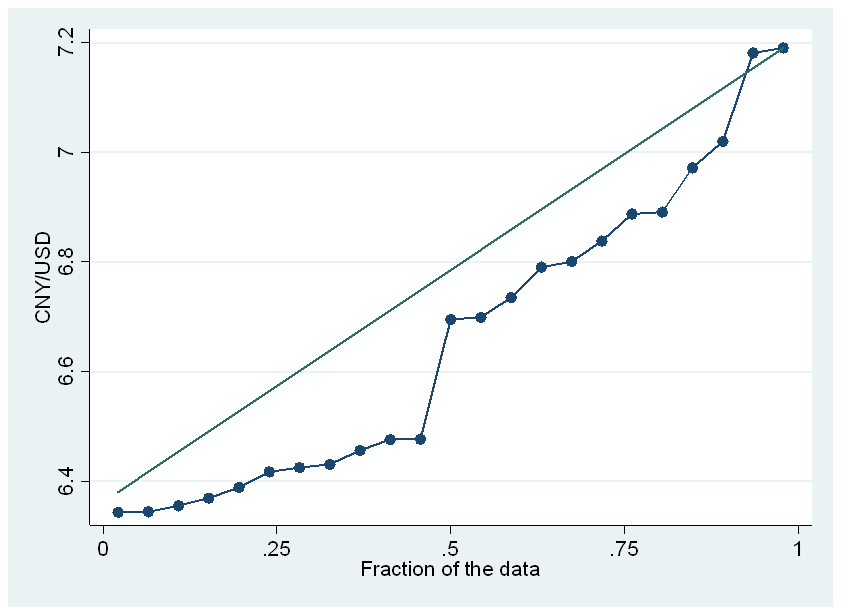 7.2
7
6.8
6.6
6.4
CNY/USD
0 .25 .5 .75 1
Fraction of the data